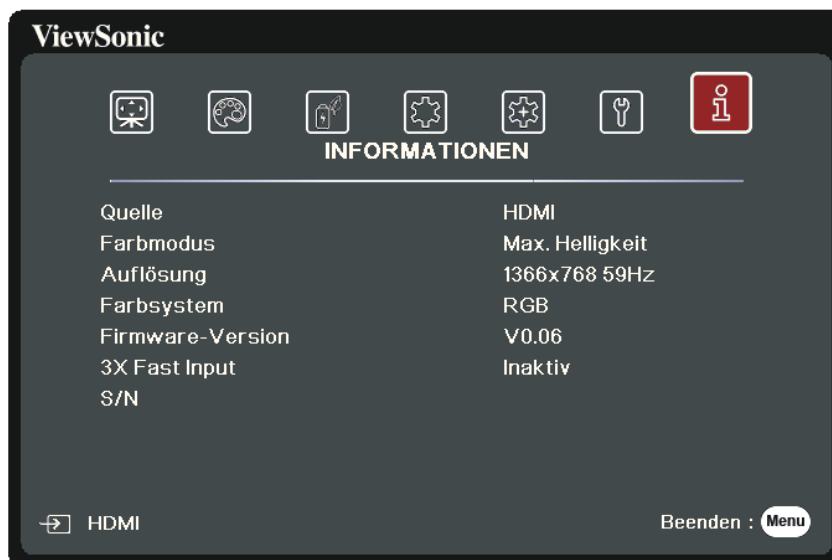 ViewSonic
INFORMATIONEN
Quelle HDMI
Farbmodus Max. Helligkeit
Auflösung 1366x768 59Hz
Farbsystem RGB
Firmware-Version V0.06
3X Fast Input Inaktiv
S/N
HDMI Beenden : Menu